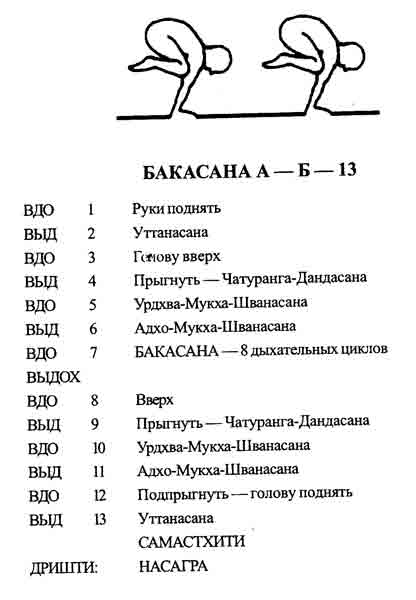 БАКАСАНА А — Б — 13
ВДО 1 Руки поднять
ВЫД 2 Уттанасана
ВДО 3 Голову вверх
ВЫД 4 Прыгнуть — Чатуранга-Дандасана
ВДО 5 Урдхва-Мукха-Шванасана
ВЫД 6 Адхо-Мукха-Шванасана
ВДО 7 БАКАСАНА — 8 дыхательных циклов
ВЫДОХ
ВДО 8 Вверх
ВЫД 9 Прыгнуть — Чатуранга-Дандасана
ВДО 10 Урдхва-Мукха-Шванасана
ВЫД 11 Адхо-Мукха-Шванасана
ВДО 12 Подпрыгнуть — голову поднять
ВЫД 13 Уттанасана
САМАСТХИТИ
ДРИШТИ: НАСАГРА